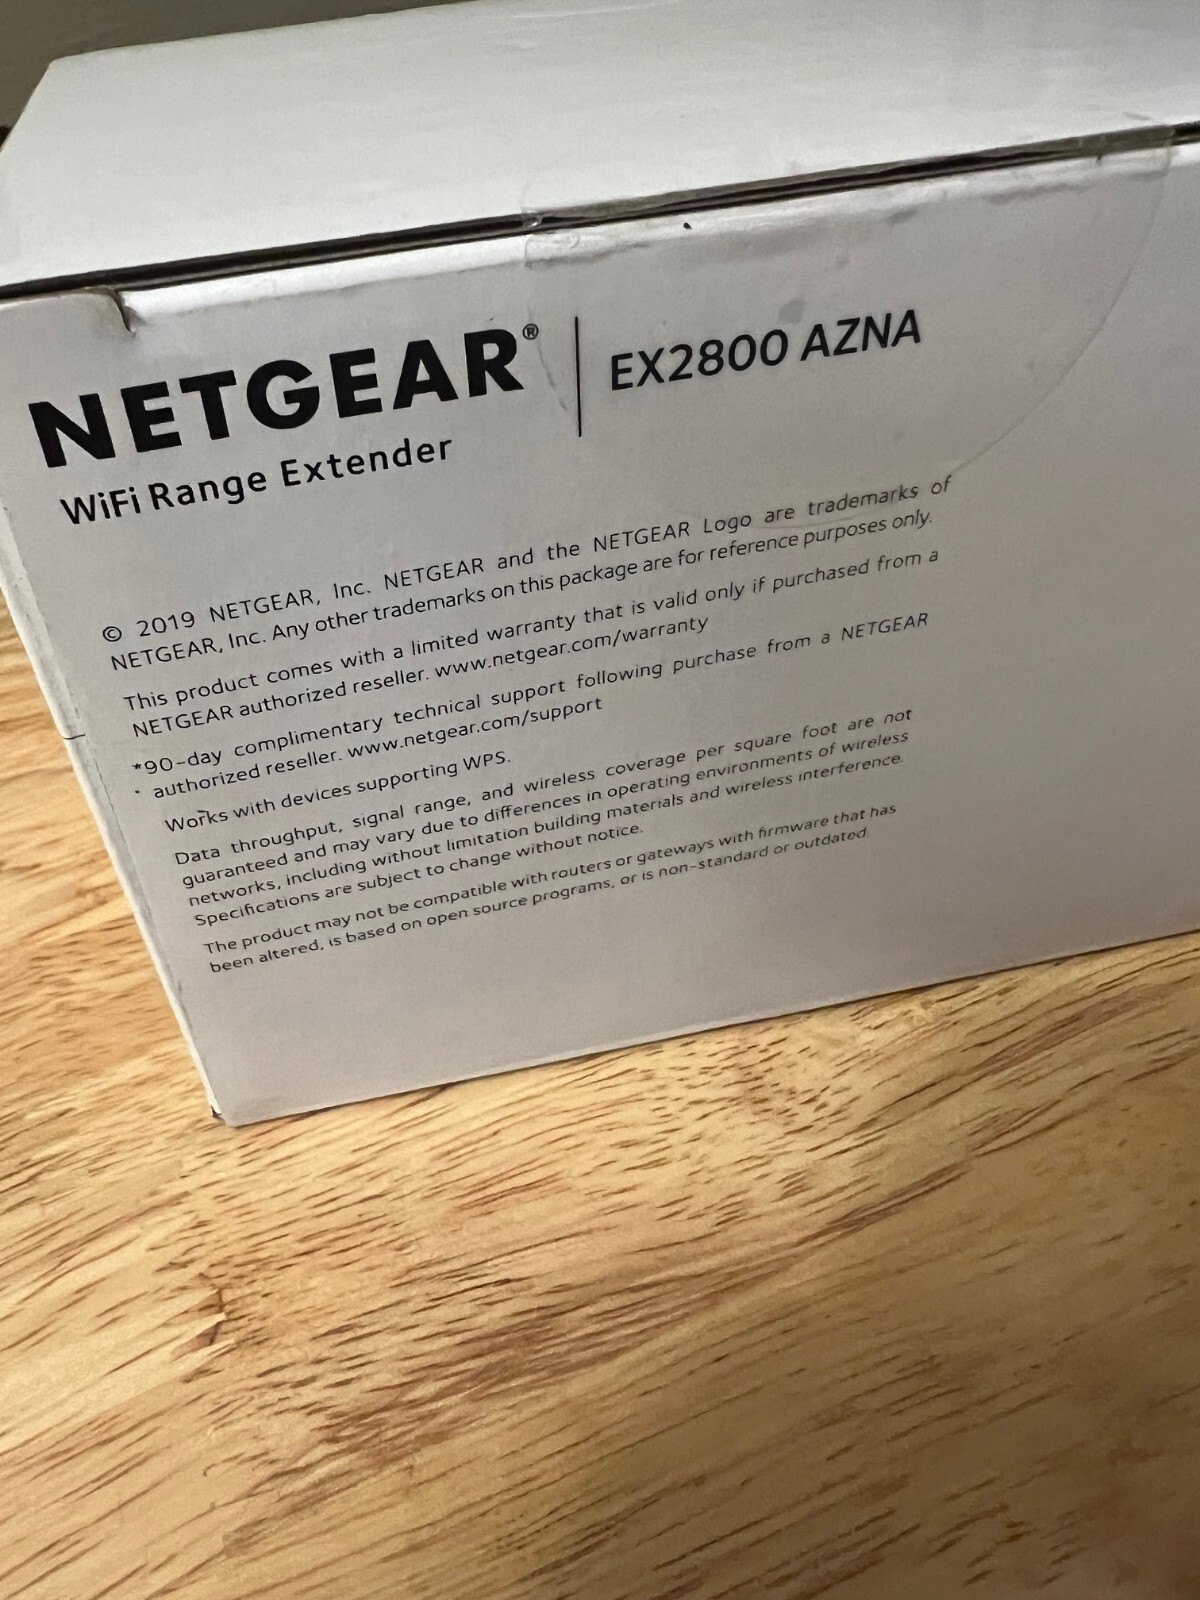 NETGEAR® | EX2800 AZNA
WiFi Range Extender
© 2019 NETGEAR, Inc. NETGEAR and the NETGEAR Logo are trademarks of
NETGEAR, Inc. Any other trademarks on this package are for reference purposes only.
This product comes with a limited warranty that is valid only if purchased from a
NETGEAR authorized reseller. www.netgear.com/warranty
*90-day complimentary technical support following purchase from a NETGEAR
authorized reseller. www.netgear.com/support
Works with devices supporting WPS.
Data throughput, signal range, and wireless coverage per square foot are not
guaranteed and may vary due to differences in operating environments of wireless
networks, including without limitation building materials and wireless interference.
Specifications are subject to change without notice.
The product may not be compatible with routers or gateways with firmware that has
been altered, is based on open source programs, or is non-standard or outdated.